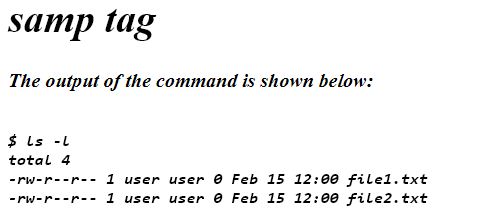 samp tag
The output of the command is shown below:
$ ls -l
total 4
-rw-r--r-- 1 user user 0 Feb 15 12:00 file1.txt
-rw-r--r-- 1 user user 0 Feb 15 12:00 file2.txt